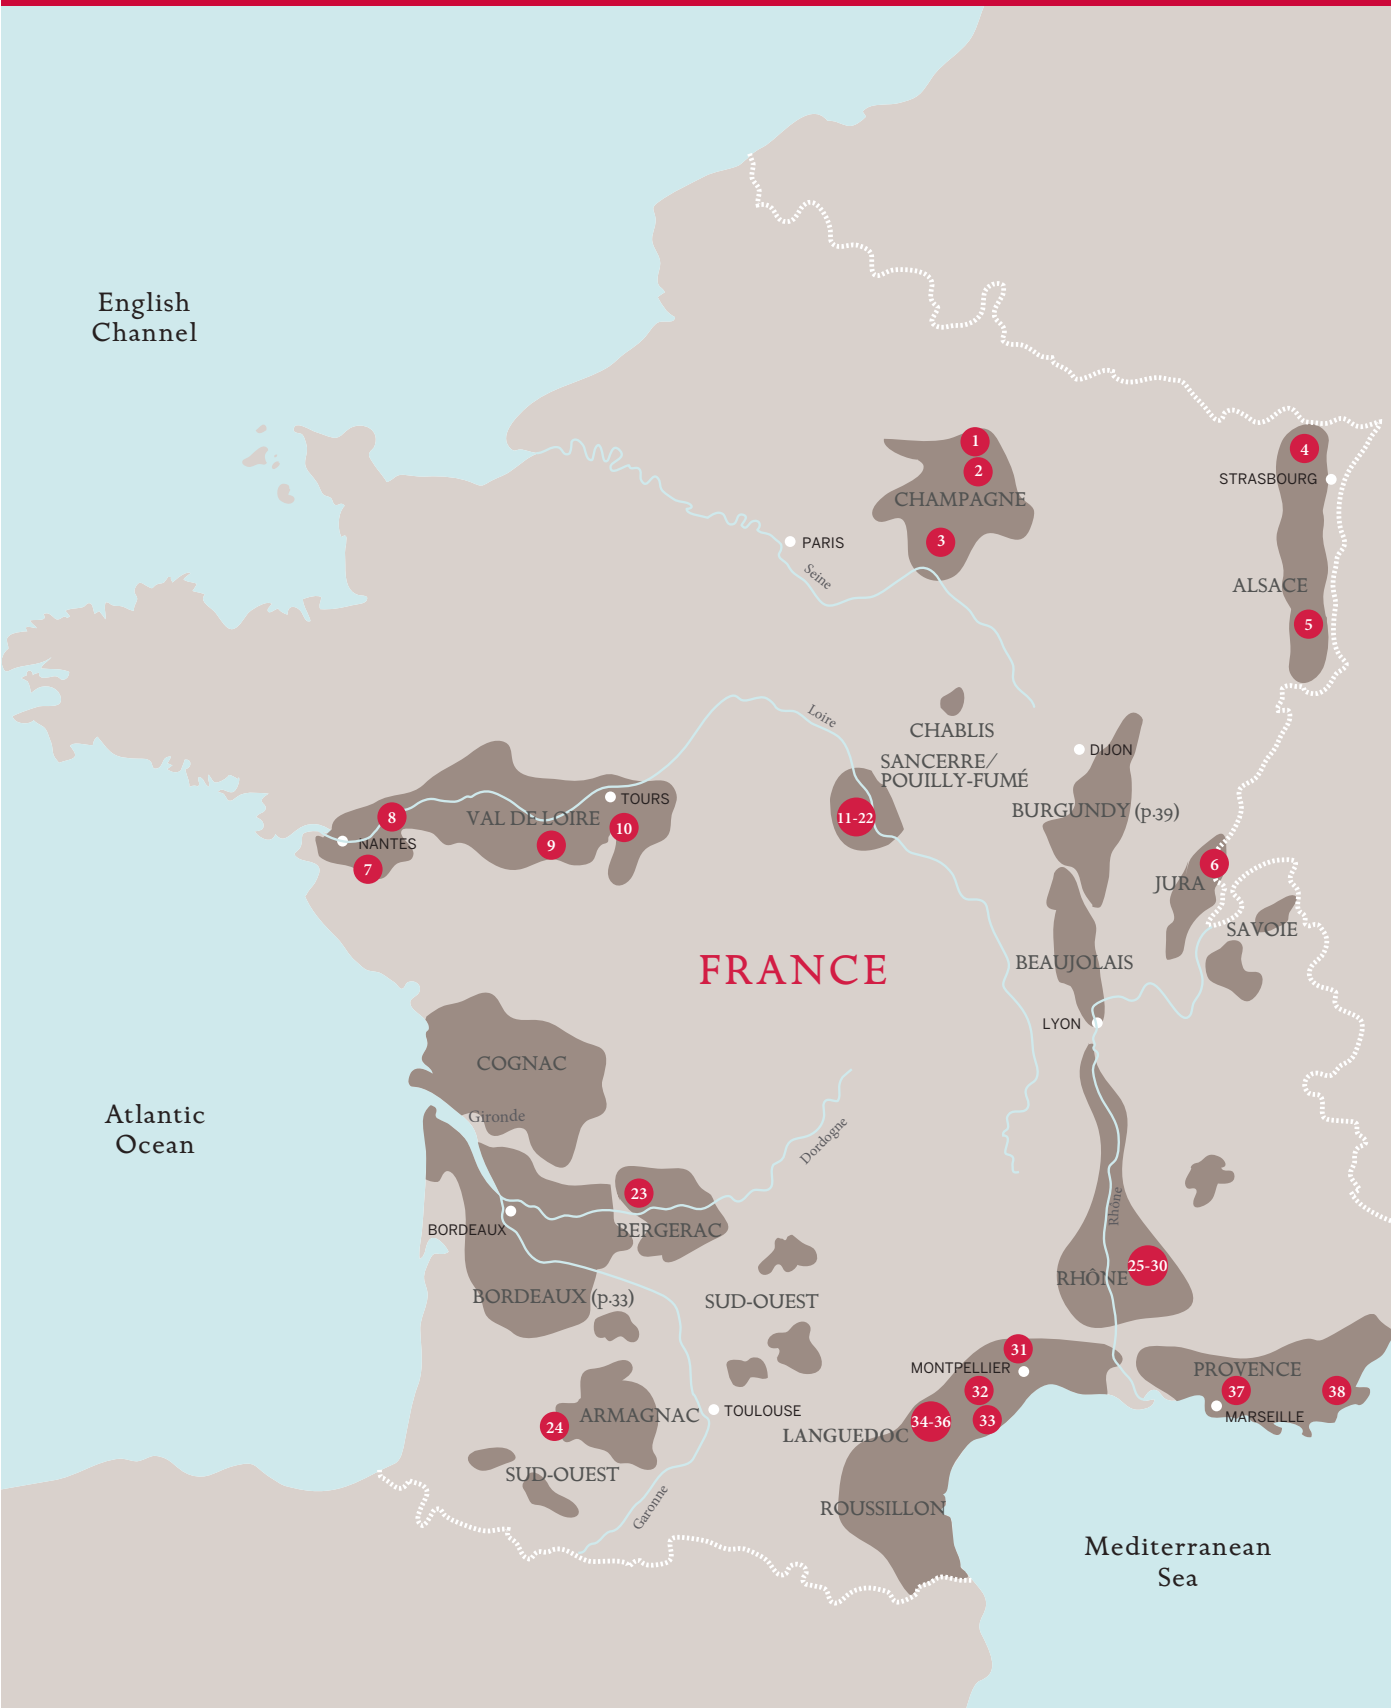 English
Channel
1
2
CHAMPAGNE
3
4
STRASBOURG
PARIS
Seine
ALSACE
5
Loire
CHABLIS
SANCERRE/
POUILLY-FUMÉ
DIJON
BURGUNDY (p.39)
TOURS
VAL DE LOIRE
8
9
10
11-22
NANTES
7
6
JURA
SAVOIE
FRANCE
BEAUJOLAIS
LYON
COGNAC
Gironde
Atlantic
Ocean
Dordogne
23
BERGERAC
BORDEAUX
Rhône
RHÔNE
25-30
BORDEAUX (p.33)
SUD-OUEST
31
MONTPELLIER
PROVENCE
32
37
38
33
34-36
MARSEILLE
LANGUEDOC
TOULOUSE
ARMAGNAC
24
SUD-OUEST
Garonne
ROUSSILLON
Mediterranean
Sea